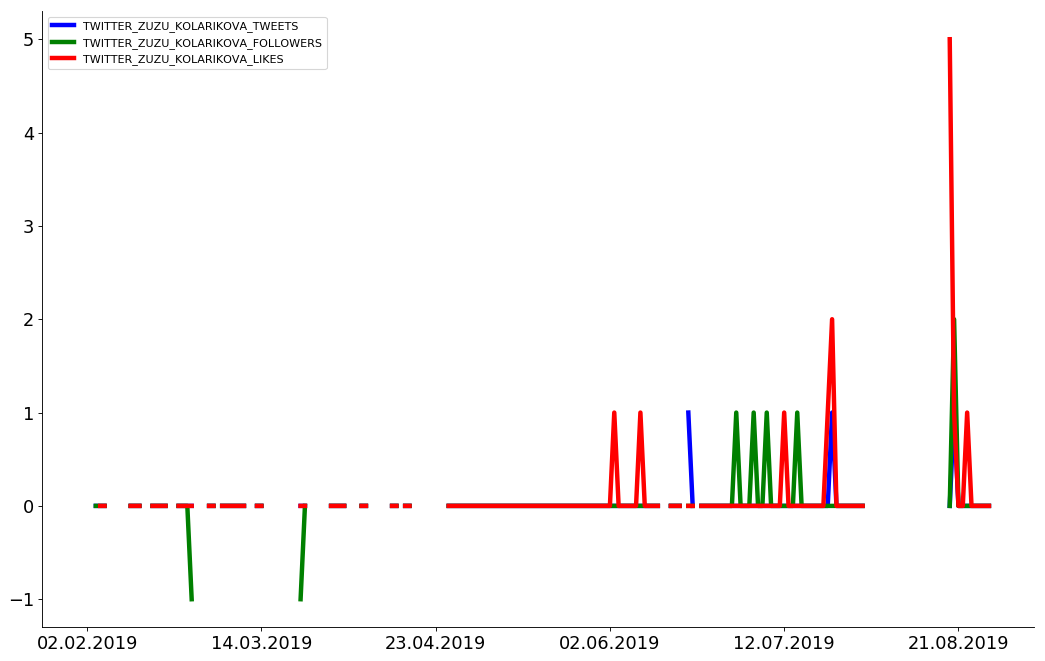 TWITTER_ZUZU_KOLARIKOVA_TWEETS
TWITTER_ZUZU_KOLARIKOVA_FOLLOWERS
TWITTER_ZUZU_KOLARIKOVA_LIKES
5
4
3
2
1
0
−1
02.02.2019 14.03.2019 23.04.2019 02.06.2019 12.07.2019 21.08.2019